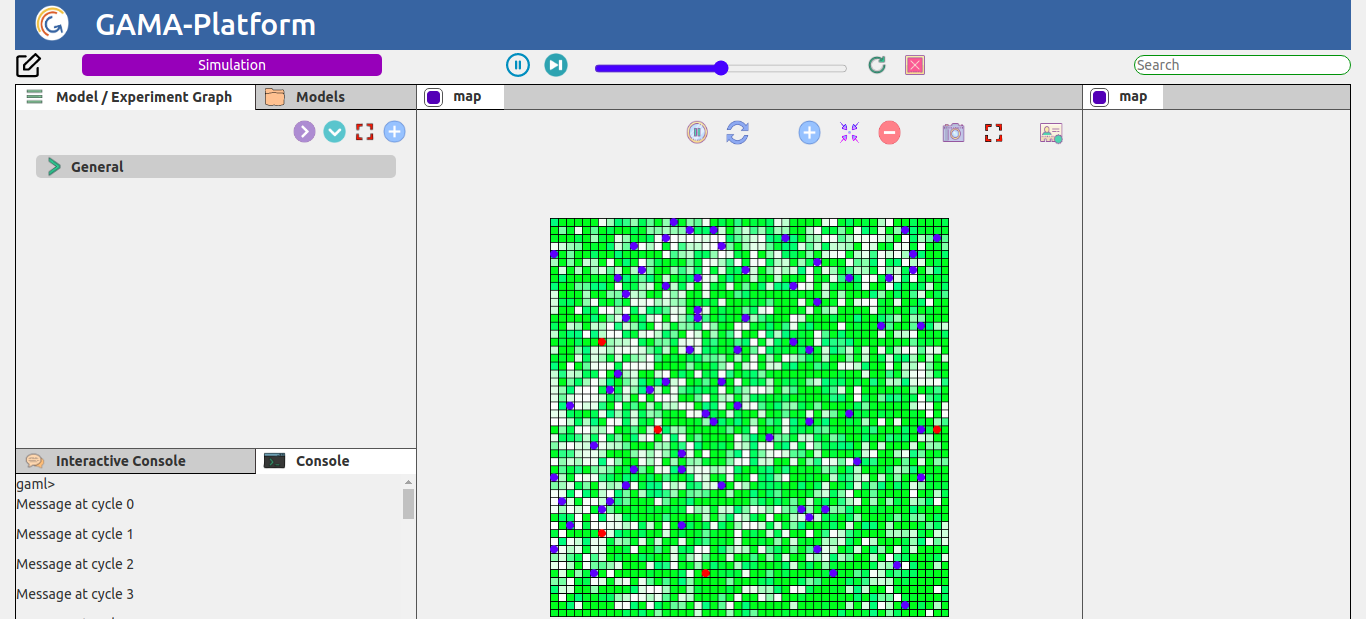 GAMA-Platform
Simulation
Search
Model / Experiment Graph
Models
map
map
General
Interactive Console
Console
gaml>
Message at cycle 0
Message at cycle 1
Message at cycle 2
Message at cycle 3